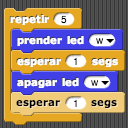 repetir 5
prender led w
esperar 1 segs
apagar led w
esperar 1 segs